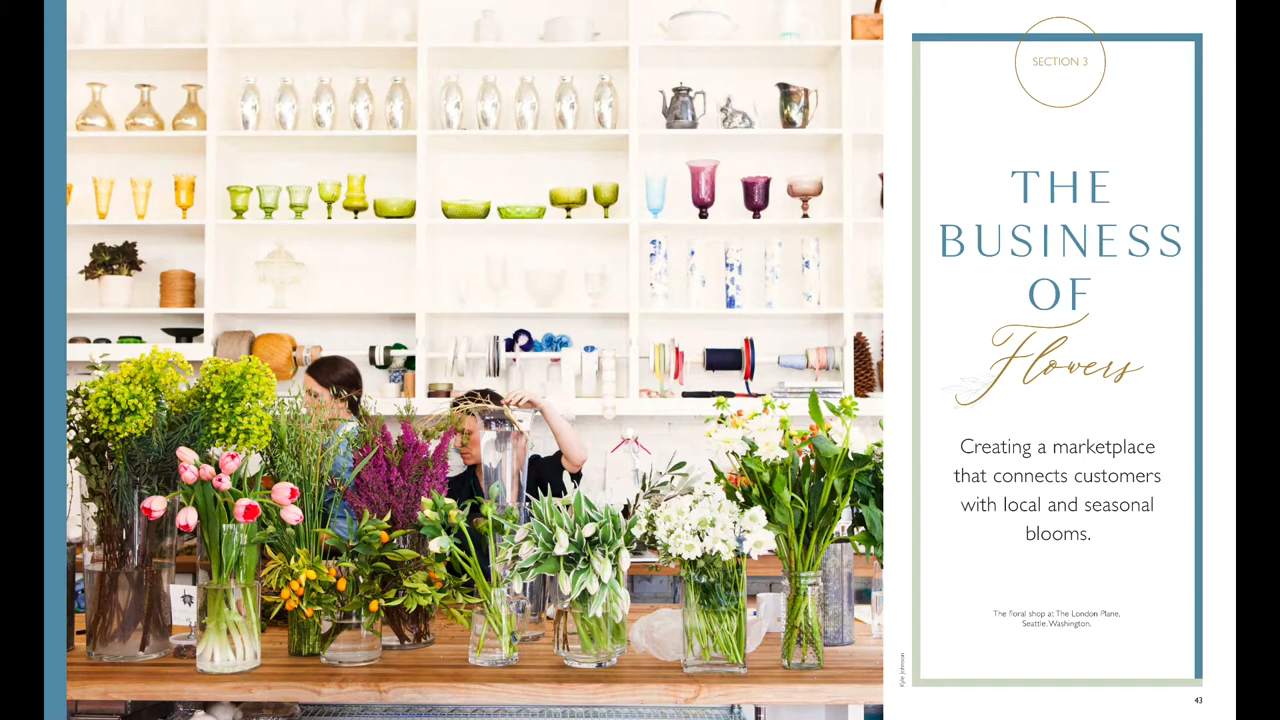 SECTION 3
THE
BUSINESS
OF
Flowers
Creating a marketplace
that connects customers
with local and seasonal
blooms.
The floral shop at The London Plane,
Seattle, Washington.
Kyle Johnson
43